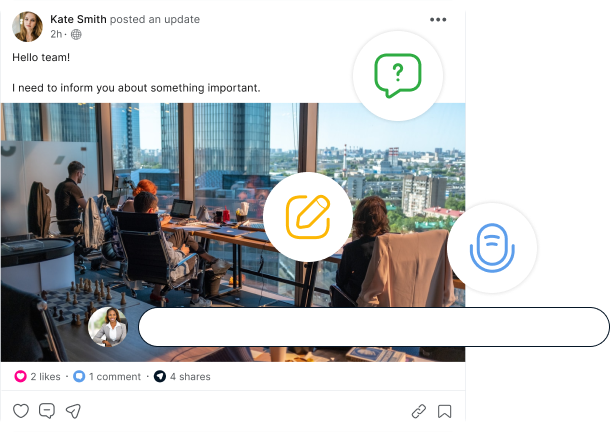 Kate Smith posted an update
2h ·
Hello team!
I need to inform you about something important.
?
2 likes · 1 comment · 4 shares